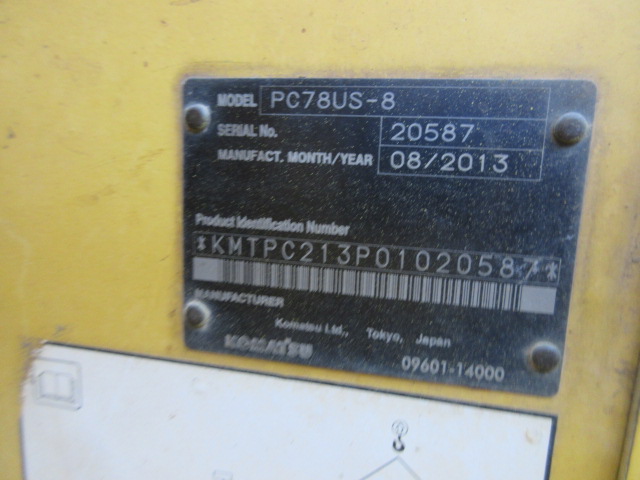 MODEL PC78US-8
SERIAL No. 20587
MANUFACT. MONTH/YEAR 08/2013
Product Identification Number
*KMTPC213P01020587*
MANUFACTURER
Komatsu Ltd., Tokyo, Japan
KOMATSU
09601-14000